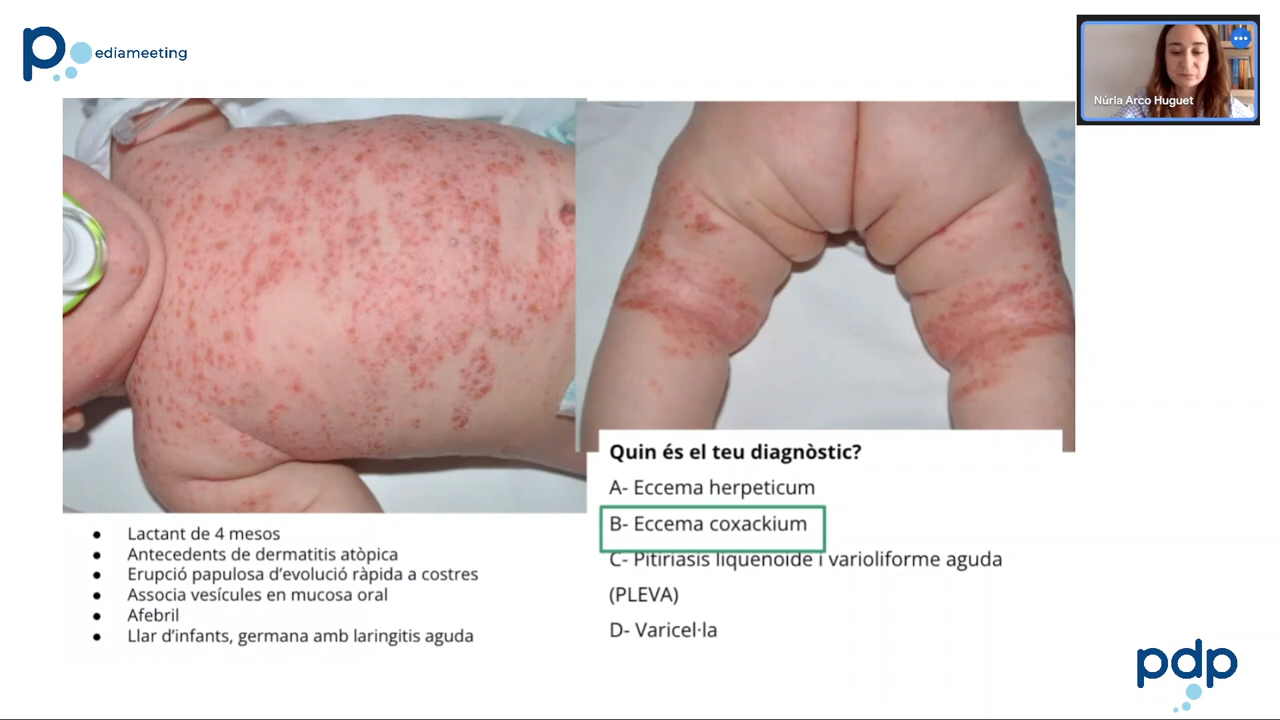 pediameeting
Núria Arco Huguet
Lactant de 4 mesos
Antecedents de dermatitis atòpica
Erupció papulosa d'evolució ràpida a costres
Associa vesícules en mucosa oral
Afebril
Llar d'infants, germana amb laringitis aguda
Quin és el teu diagnòstic?
A- Eccema herpeticum
B- Eccema coxackium
C- Pitiriasis liquenoide i varioliforme aguda
(PLEVA)
D- Varicel·la
pdp